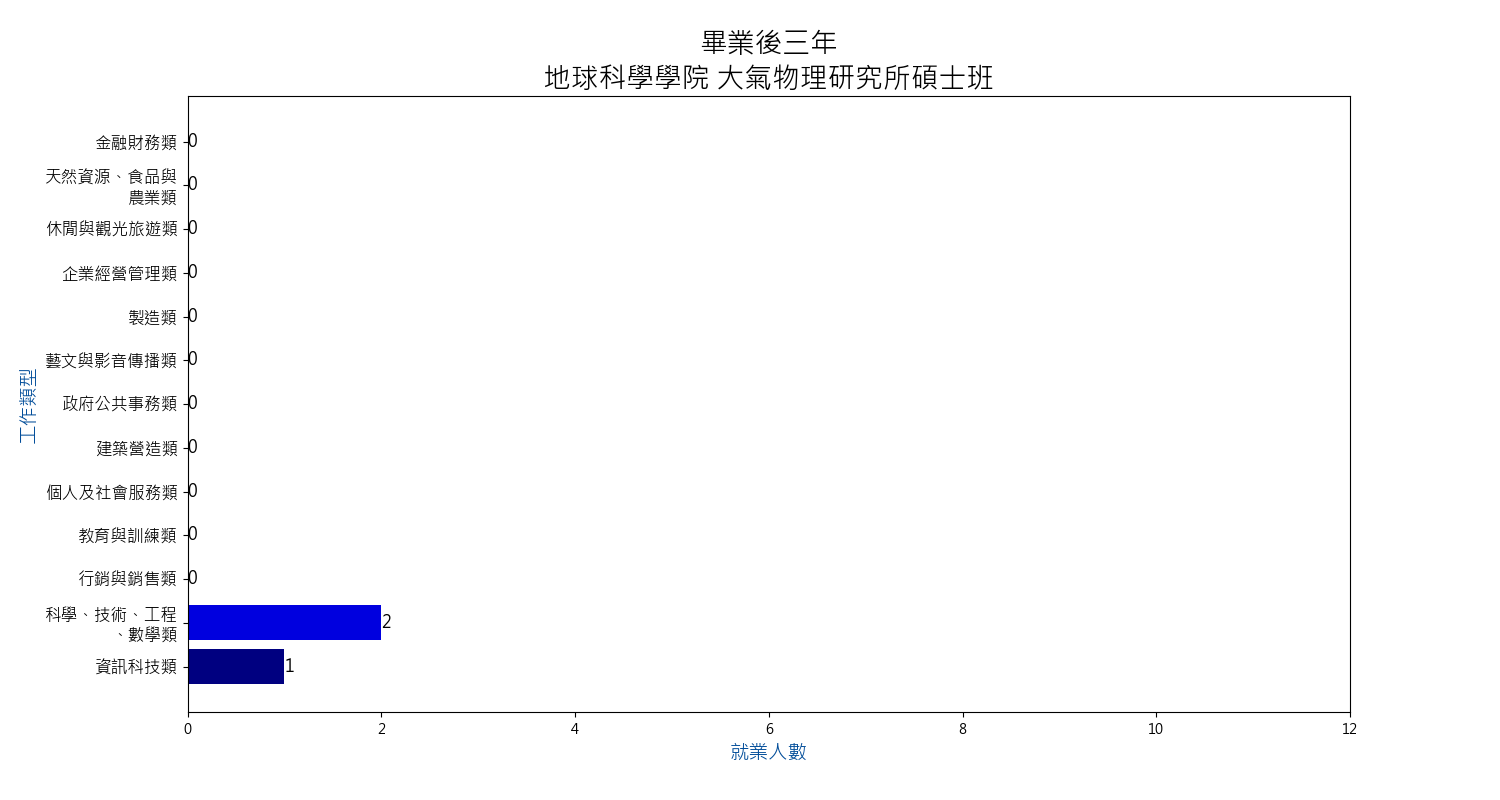 畢業後三年
地球科學學院 大氣物理研究所碩士班
金融財務類 0
天然資源、食品與
農業類 0
休閒與觀光旅遊類 0
企業經營管理類 0
製造類 0
藝文與影音傳播類 0
政府公共事務類 0
建築營造類 0
個人及社會服務類 0
教育與訓練類 0
行銷與銷售類 0
科學、技術、工程
、數學類 2
資訊科技類 1
工作類型
0 2 4 6 8 10 12
就業人數